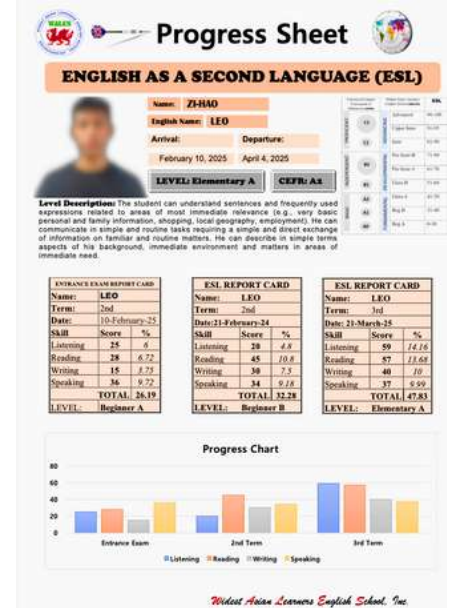 WALES
Progress Sheet
ENGLISH AS A SECOND LANGUAGE (ESL)
Name: ZI-HAO
English Name: LEO
Arrival: Departure:
February 10, 2025 April 4, 2025
LEVEL: Elementary A CEFR: A2
Level Description: The student can understand sentences and frequently used
expressions related to areas of most immediate relevance (e.g., very basic
personal and family information, shopping, local geography, employment). He can
communicate in simple and routine tasks requiring a simple and direct exchange
of information on familiar and routine matters. He can describe in simple terms
aspects of his background, immediate environment and matters in areas of
immediate need.
ENTRANCE EXAM REPORT CARD
Name: LEO
Term: 2nd
Date: 10-February-25
Skill Score %
Listening 25 6
Reading 28 6.72
Writing 15 3.75
Speaking 36 9.72
TOTAL 26.19
LEVEL: Beginner A
ESL REPORT CARD
Name: LEO
Term: 2nd
Date: 21-February-24
Skill Score %
Listening 20 4.8
Reading 45 10.8
Writing 30 7.5
Speaking 34 9.18
TOTAL 32.28
LEVEL: Beginner B
ESL REPORT CARD
Name: LEO
Term: 3rd
Date: 21-March-25
Skill Score %
Listening 59 14.16
Reading 57 13.68
Writing 40 10
Speaking 37 9.99
TOTAL 47.83
LEVEL: Elementary A
Progress Chart
80
60
40
20
0
Entrance Exam 2nd Term 3rd Term
Listening Reading Writing Speaking
Widest Asian Learners English School, Inc.